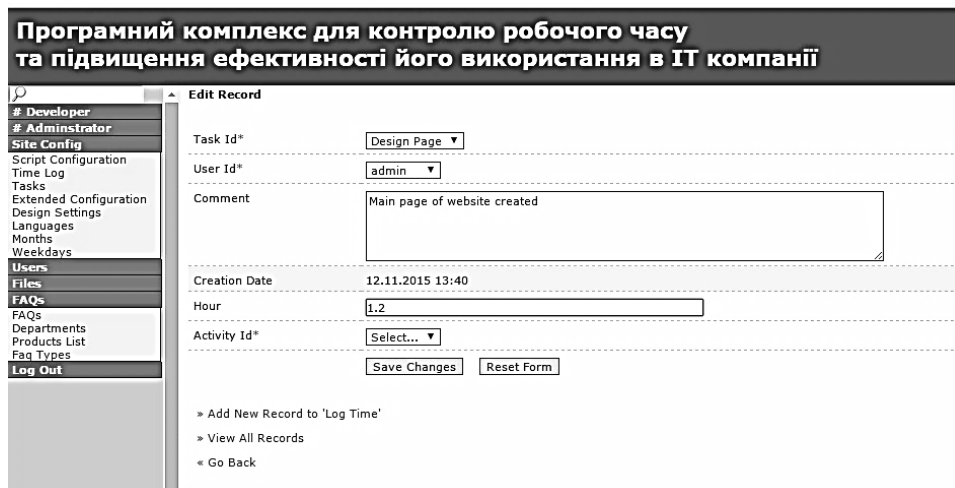 Програмний комплекс для контролю робочого часу
та підвищення ефективності його використання в ІТ компанії
# Developer
# Adminstrator
Site Config
Script Configuration
Time Log
Tasks
Extended Configuration
Design Settings
Languages
Months
Weekdays
Users
Files
FAQs
FAQs
Departments
Products List
Faq Types
Log Out
Edit Record
Task Id* Design Page
User Id* admin
Comment Main page of website created
Creation Date 12.11.2015 13:40
Hour 1.2
Activity Id* Select...
Save Changes Reset Form
» Add New Record to 'Log Time'
» View All Records
« Go Back